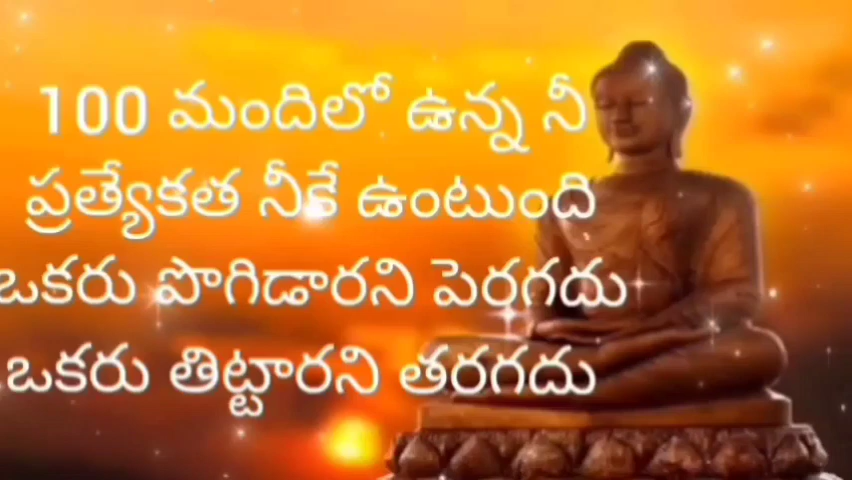 100 మందిలో ఉన్న నీ
ప్రత్యేకత నీకే ఉంటుంది
ఒకరు పొగిడారని పెరగదు
.ఒకరు తిట్టారని తరగదు